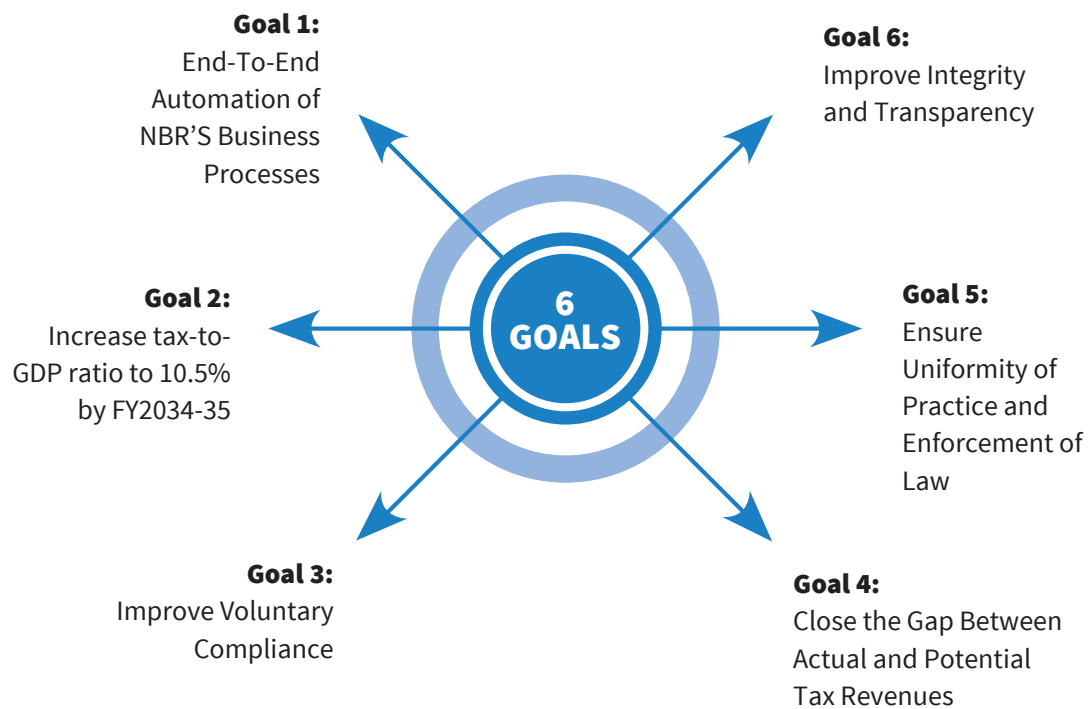 Goal 1:
End-To-End
Automation of
NBR'S Business
Processes
Goal 2:
Increase tax-to-
GDP ratio to 10.5%
by FY2034-35
Goal 3:
Improve Voluntary
Compliance
6
GOALS
Goal 6:
Improve Integrity
and Transparency
Goal 5:
Ensure
Uniformity of
Practice and
Enforcement of
Law
Goal 4:
Close the Gap Between
Actual and Potential
Tax Revenues